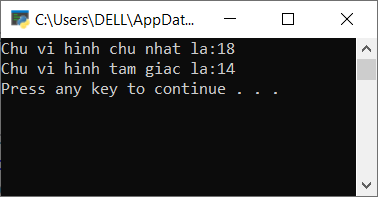 C:\Users\DELL\AppDat...
Chu vi hinh chu nhat la:18
Chu vi hinh tam giac la:14
Press any key to continue . . .